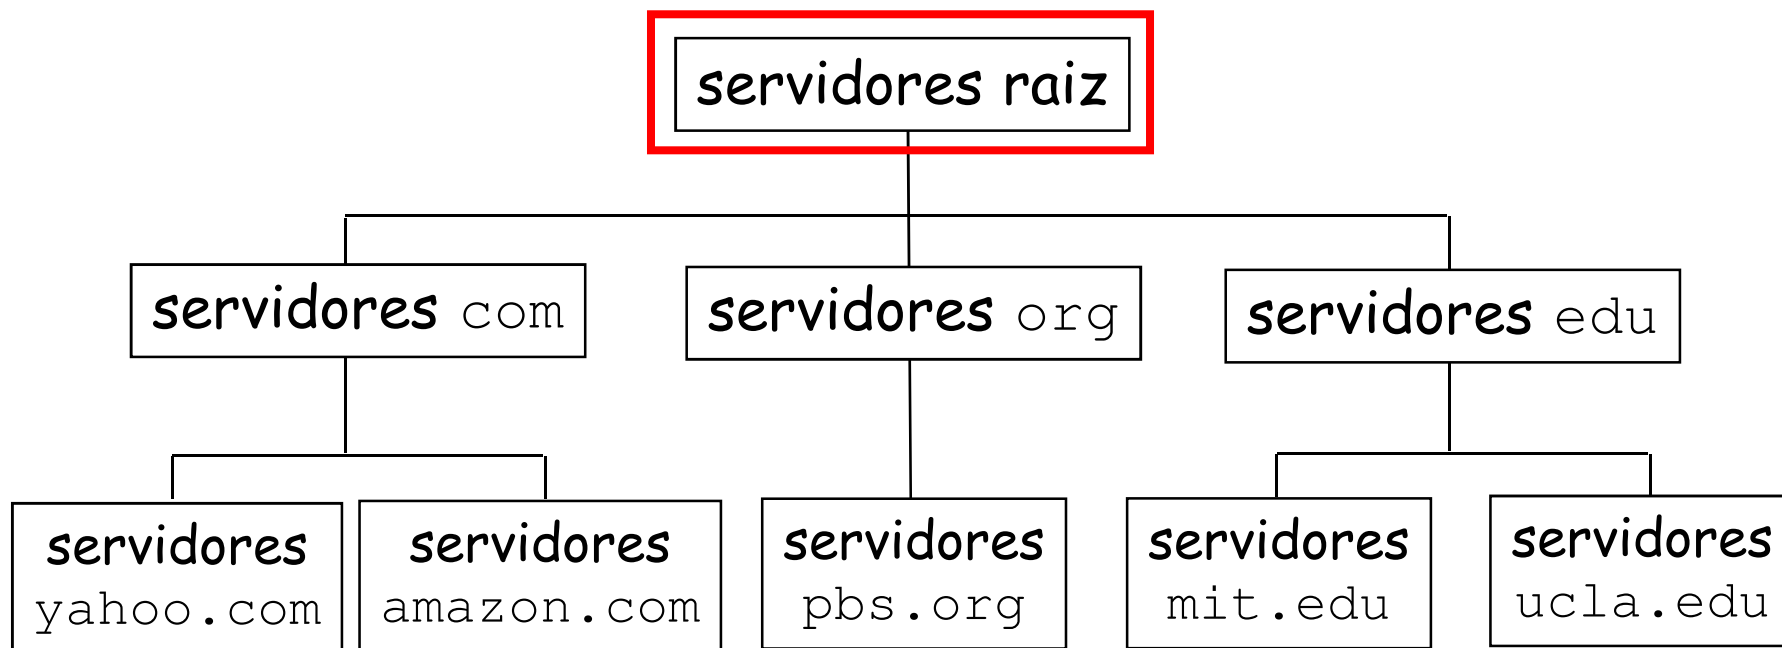 servidores raiz
servidores com
servidores org
servidores edu
servidores
yahoo.com
servidores
amazon.com
servidores
pbs.org
servidores
mit.edu
servidores
ucla.edu